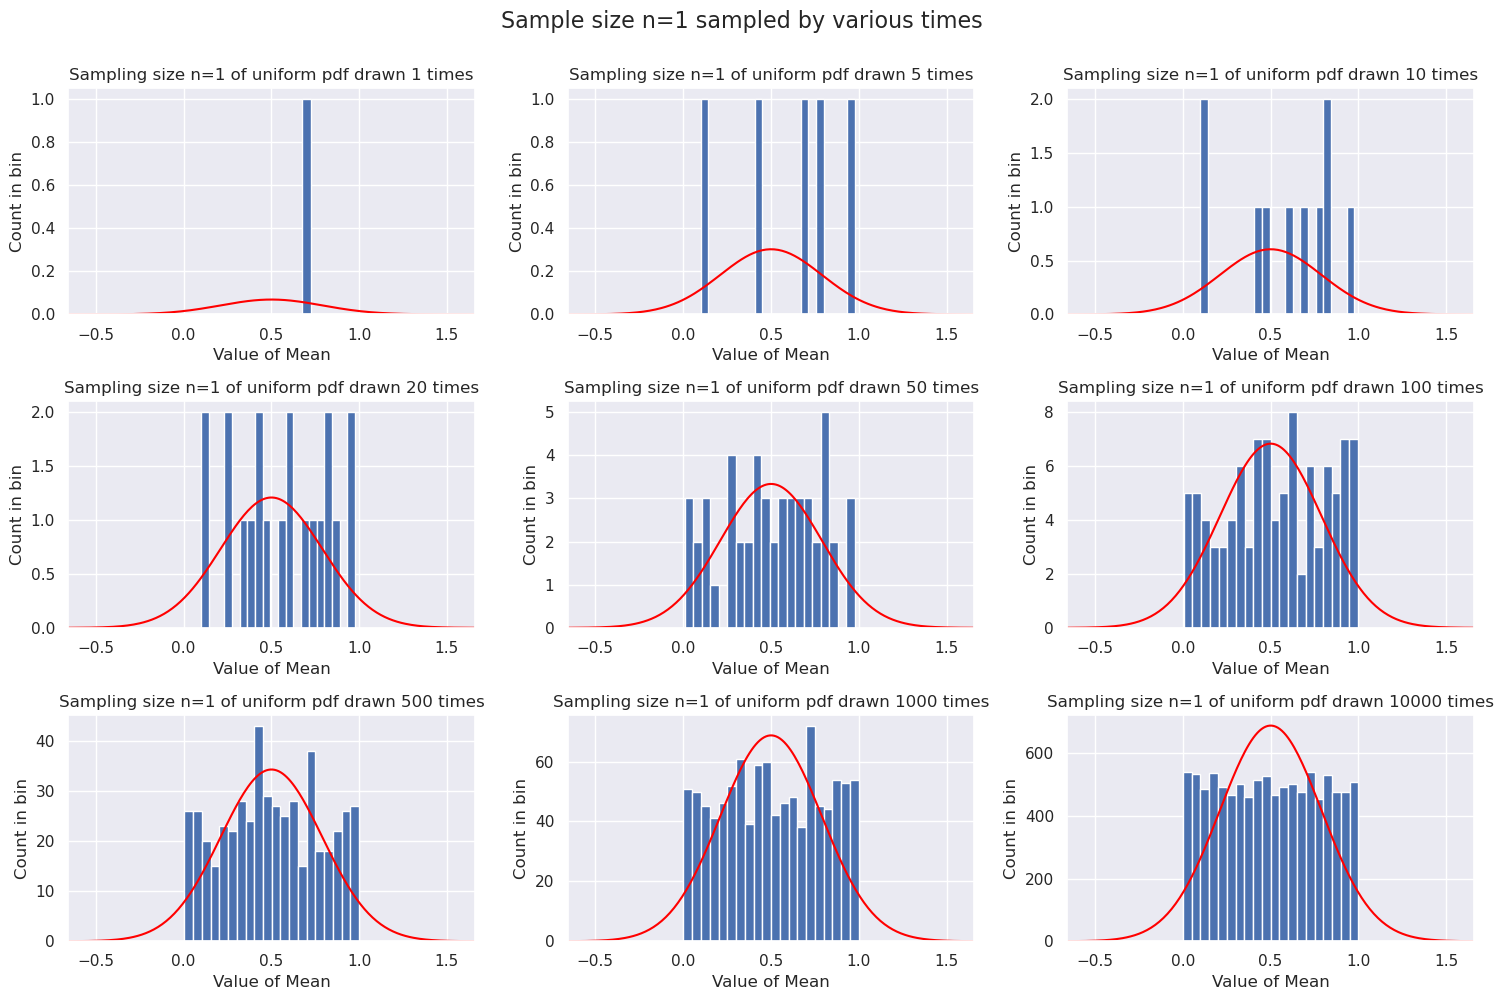 Sample size n=1 sampled by various times
Sampling size n=1 of uniform pdf drawn 1 times
Count in bin
1.0
0.8
0.6
0.4
0.2
0.0
−0.5 0.0 0.5 1.0 1.5
Value of Mean
Sampling size n=1 of uniform pdf drawn 5 times
Count in bin
1.0
0.8
0.6
0.4
0.2
0.0
−0.5 0.0 0.5 1.0 1.5
Value of Mean
Sampling size n=1 of uniform pdf drawn 10 times
Count in bin
2.0
1.5
1.0
0.5
0.0
−0.5 0.0 0.5 1.0 1.5
Value of Mean
Sampling size n=1 of uniform pdf drawn 20 times
Count in bin
2.0
1.5
1.0
0.5
0.0
−0.5 0.0 0.5 1.0 1.5
Value of Mean
Sampling size n=1 of uniform pdf drawn 50 times
Count in bin
5
4
3
2
1
0
−0.5 0.0 0.5 1.0 1.5
Value of Mean
Sampling size n=1 of uniform pdf drawn 100 times
Count in bin
8
6
4
2
0
−0.5 0.0 0.5 1.0 1.5
Value of Mean
Sampling size n=1 of uniform pdf drawn 500 times
Count in bin
40
30
20
10
0
−0.5 0.0 0.5 1.0 1.5
Value of Mean
Sampling size n=1 of uniform pdf drawn 1000 times
Count in bin
60
40
20
0
−0.5 0.0 0.5 1.0 1.5
Value of Mean
Sampling size n=1 of uniform pdf drawn 10000 times
Count in bin
600
400
200
0
−0.5 0.0 0.5 1.0 1.5
Value of Mean